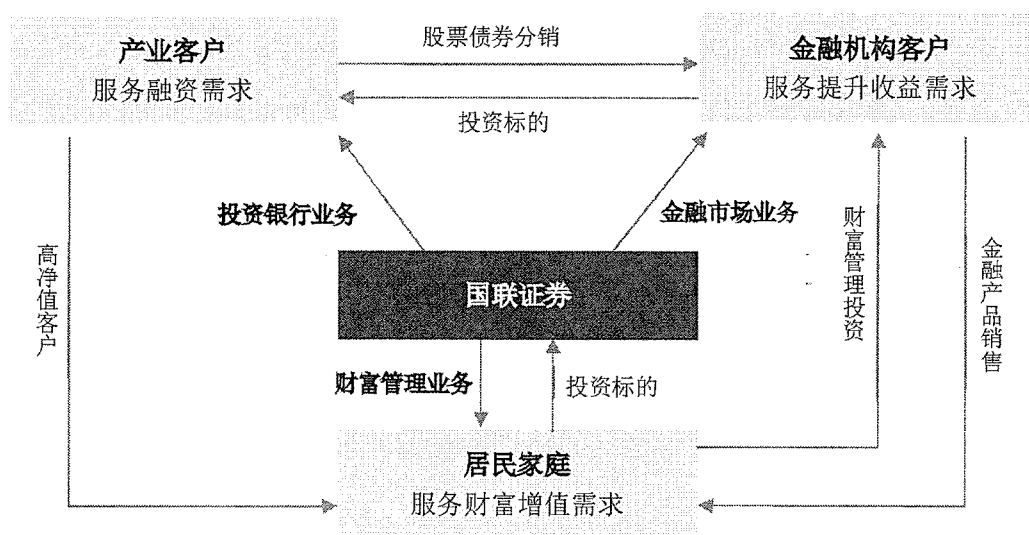 股票债券分销
产业客户
服务融资需求
金融机构客户
服务提升收益需求
投资标的
投资银行业务
金融市场业务
高净值客户
财富管理投资
金融产品销售
国联证券
财富管理业务
投资标的
居民家庭
服务财富增值需求